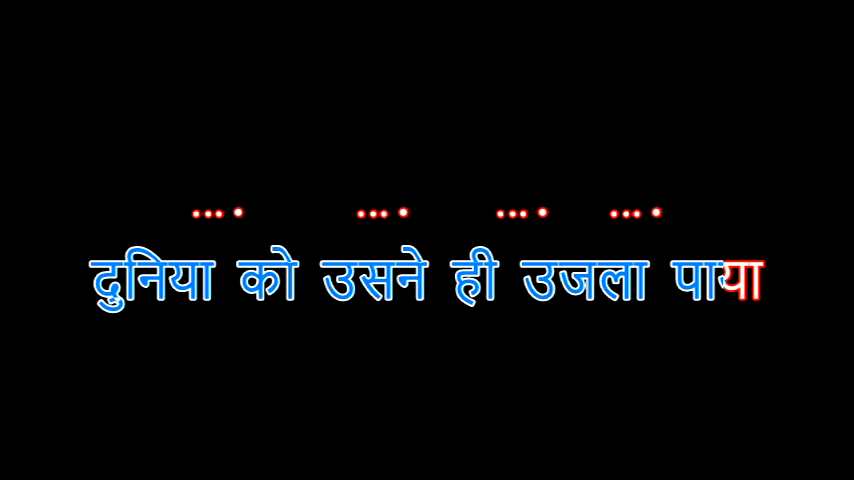 .... .... .... ....
दुनिया को उसने ही उजला पाया